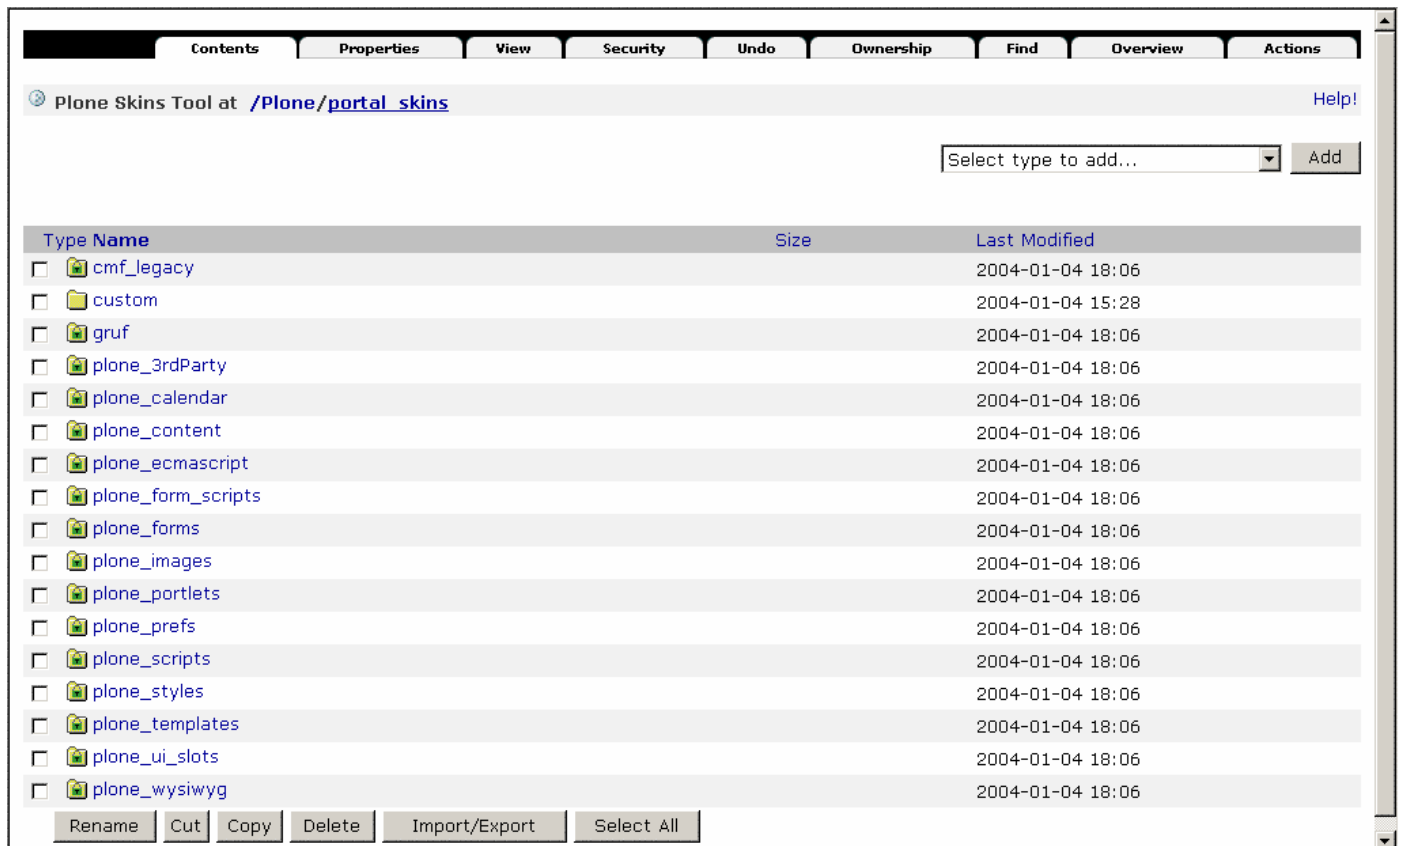 Contents Properties View Security Undo Ownership Find Overview Actions
Plone Skins Tool at /Plone/portal_skins Help!
Select type to add... Add
Type Name Size Last Modified
cmf_legacy 2004-01-04 18:06
custom 2004-01-04 15:28
gruf 2004-01-04 18:06
plone_3rdParty 2004-01-04 18:06
plone_calendar 2004-01-04 18:06
plone_content 2004-01-04 18:06
plone_ecmascript 2004-01-04 18:06
plone_form_scripts 2004-01-04 18:06
plone_forms 2004-01-04 18:06
plone_images 2004-01-04 18:06
plone_portlets 2004-01-04 18:06
plone_prefs 2004-01-04 18:06
plone_scripts 2004-01-04 18:06
plone_styles 2004-01-04 18:06
plone_templates 2004-01-04 18:06
plone_ui_slots 2004-01-04 18:06
plone_wysiwyg 2004-01-04 18:06
Rename Cut Copy Delete Import/Export Select All